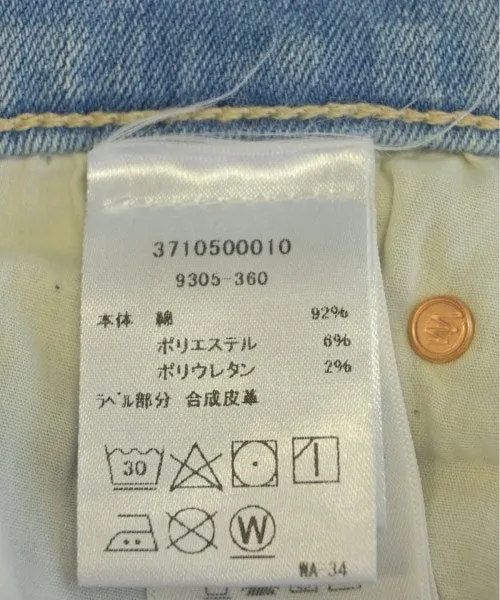 3710500010
9305-360
本体 綿 92%
ポリエステル 6%
ポリウレタン 2%
ラベル部分 合成皮革
30
W
WA-34